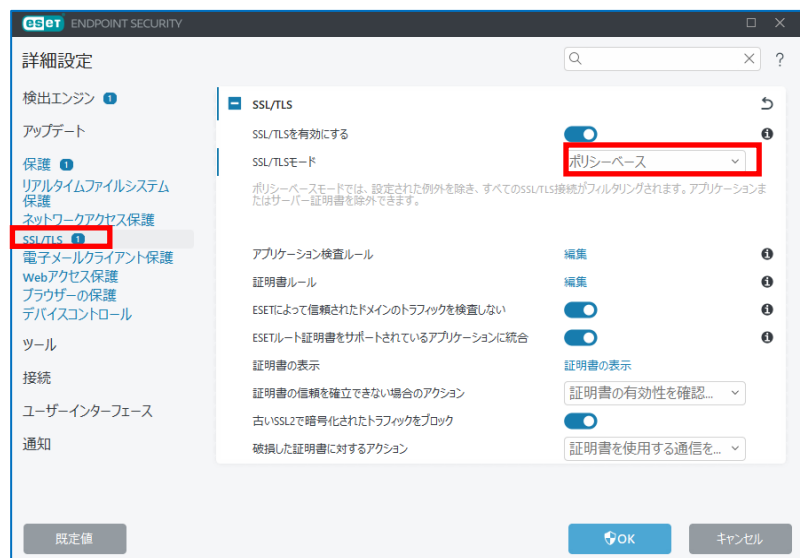 eset ENDPOINT SECURITY
詳細設定
?
検出エンジン 1
アップデート
保護 1
リアルタイムファイルシステム
保護
ネットワークアクセス保護
SSL/TLS 1
電子メールクライアント保護
Webアクセス保護
ブラウザーの保護
デバイスコントロール
ツール
接続
ユーザーインターフェース
通知
SSL/TLS
SSL/TLSを有効にする
SSL/TLSモード ポリシーベース
ポリシーベースモードでは、設定された例外を除き、すべてのSSL/TLS接続がフィルタリングされます。アプリケーションま
たはサーバー証明書を除外できます。
アプリケーション検査ルール 編集
証明書ルール 編集
ESETによって信頼されたドメインのトラフィックを検査しない
ESETルート証明書をサポートされているアプリケーションに統合
証明書の表示 証明書の表示
証明書の信頼を確立できない場合のアクション 証明書の有効性を確認...
古いSSL2で暗号化されたトラフィックをブロック
破損した証明書に対するアクション 証明書を使用する通信を...
既定値 OK キャンセル